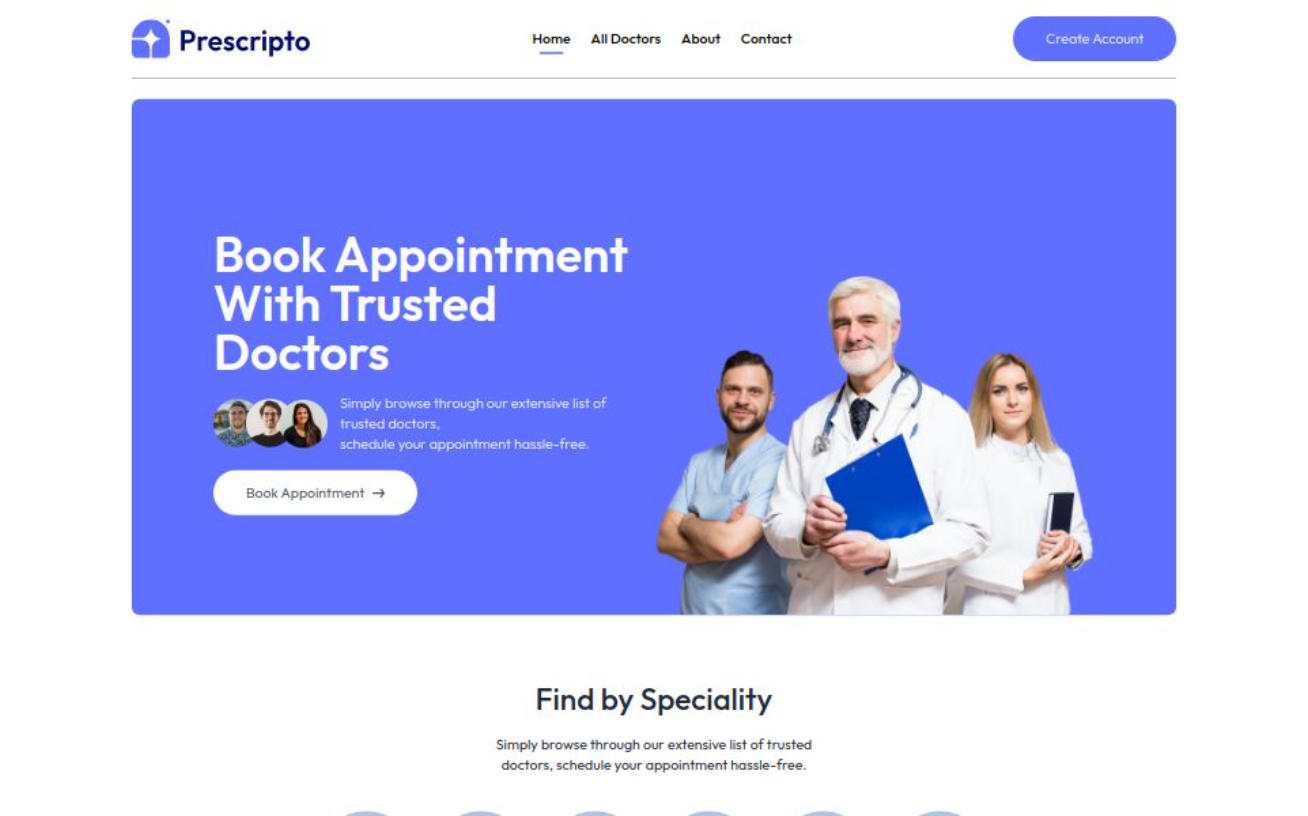 Prescripto
Home
All Doctors
About
Contact
Create Account
Book Appointment
With Trusted
Doctors
Simply browse through our extensive list of
trusted doctors,
schedule your appointment hassle-free.
Book Appointment →
Find by Speciality
Simply browse through our extensive list of trusted
doctors, schedule your appointment hassle-free.